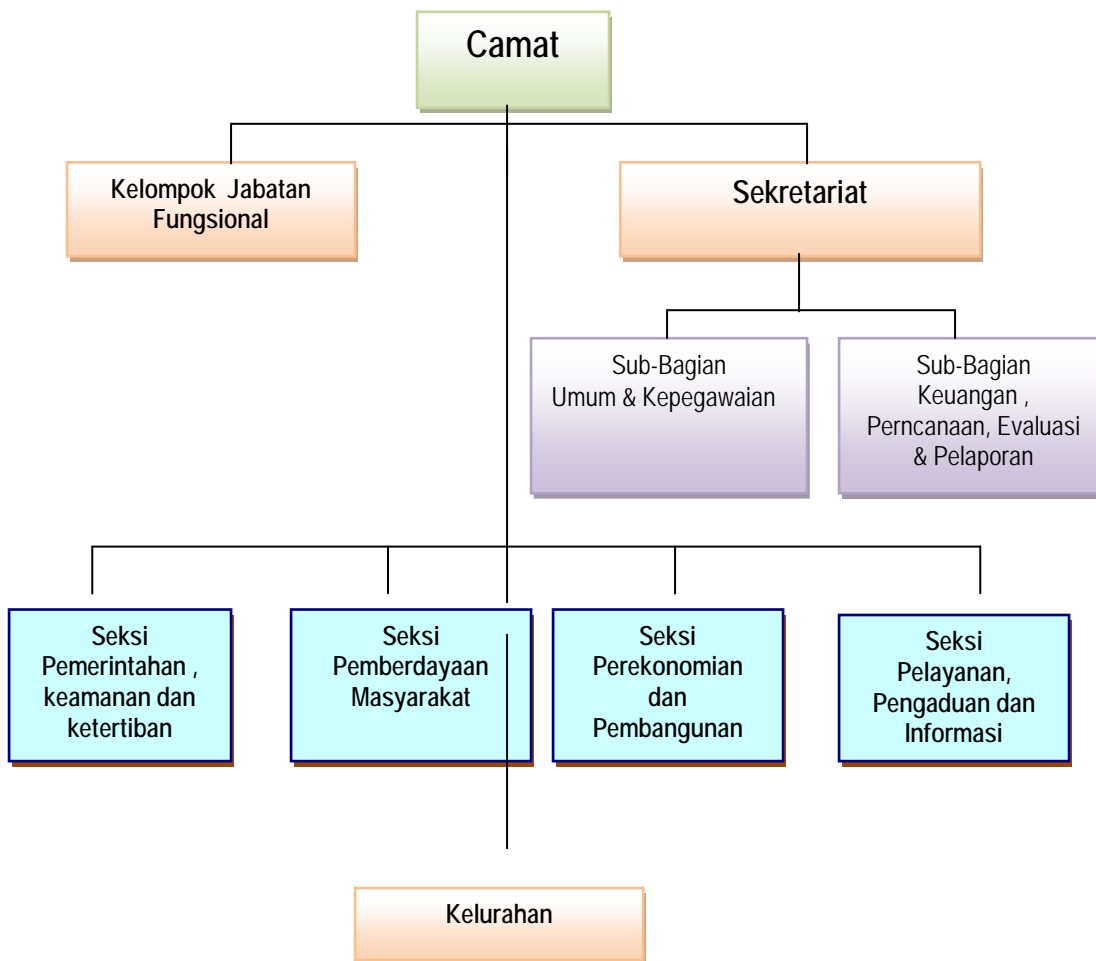 Camat
Kelompok Jabatan
Fungsional
Sekretariat
Sub-Bagian
Umum & Kepegawaian
Sub-Bagian
Keuangan ,
Perncanaan, Evaluasi
& Pelaporan
Seksi
Pemerintahan ,
keamanan dan
ketertiban
Seksi
Pemberdayaan
Masyarakat
Seksi
Perekonomian
dan
Pembangunan
Seksi
Pelayanan,
Pengaduan dan
Informasi
Kelurahan